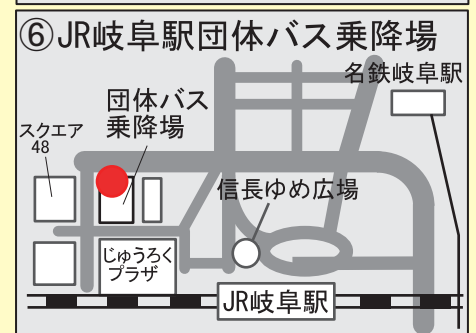 ⑥JR岐阜駅団体バス乗降場
名鉄岐阜駅
団体バス
乗降場
スクエア
48
信長ゆめ広場
じゅうろく
プラザ
JR岐阜駅